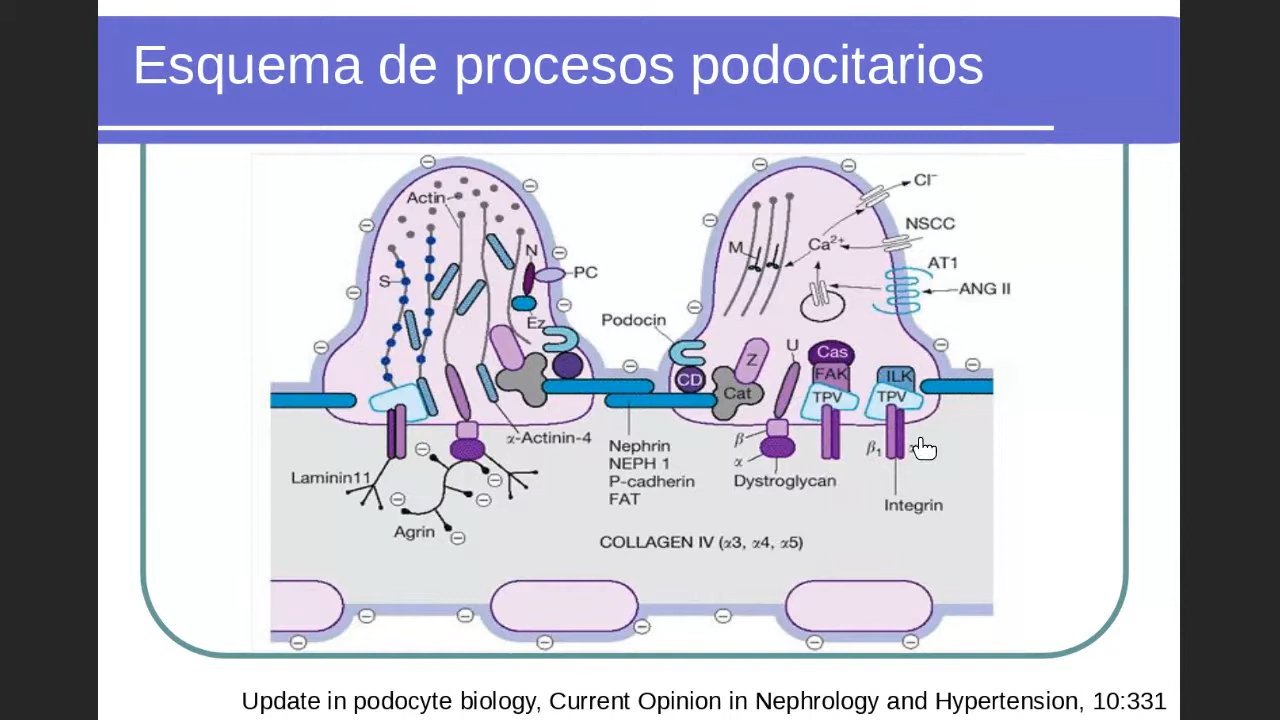 Esquema de procesos podocitarios
Actin
S
N
PC
Ez
Podocin
CD
Z
Cat
U
Cas
FAK
TPV
ILK
TPV
M
Ca²⁺
Cl⁻
NSCC
AT1
ANG II
α-Actinin-4
Laminin11
Agrin
Nephrin
NEPH 1
P-cadherin
FAT
β
α
Dystroglycan
β₁
Integrin
COLLAGEN IV (α3, α4, α5)
Update in podocyte biology, Current Opinion in Nephrology and Hypertension, 10:331